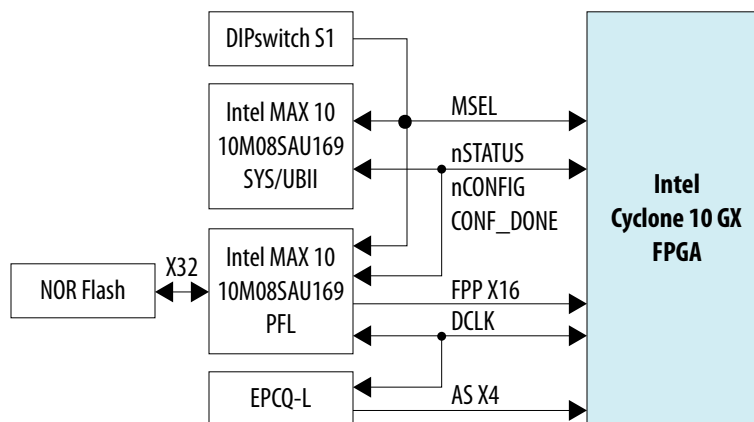 DIPswitch S1
Intel MAX 10
10M08SAU169
SYS/UBII
MSEL
nSTATUS
nCONFIG
CONF_DONE
Intel
Cyclone 10 GX
FPGA
NOR Flash
X32
Intel MAX 10
10M08SAU169
PFL
FPP X16
DCLK
EPCQ-L
AS X4